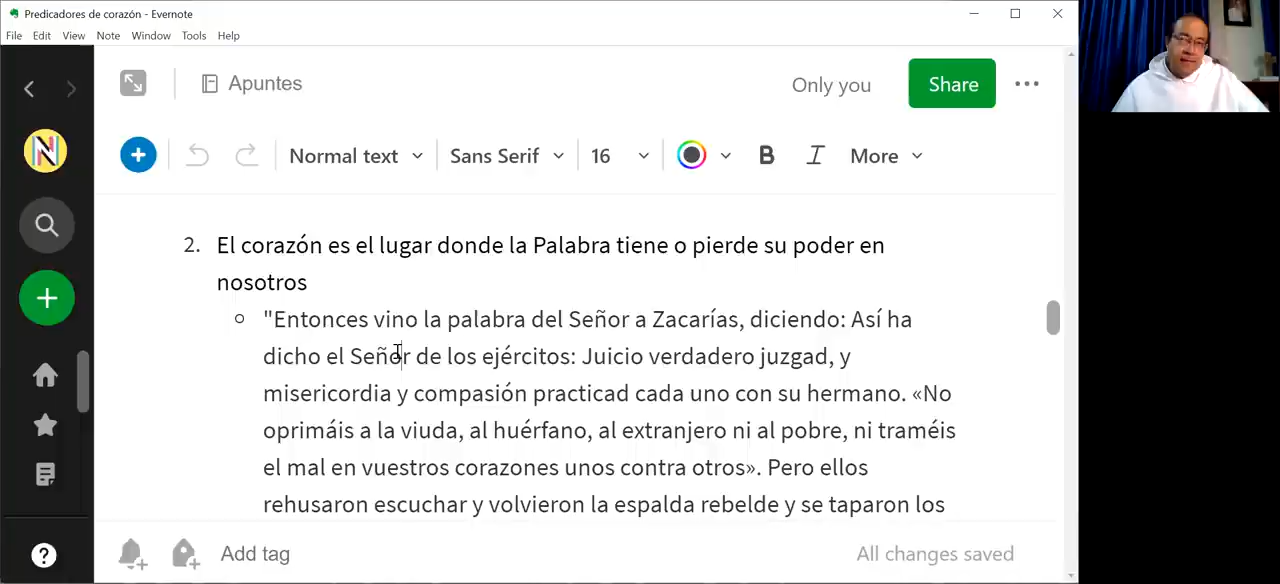 Predicadores de corazón - Evernote
File Edit View Note Window Tools Help
Apuntes
Only you
Share
N
Normal text
Sans Serif
16
B
I
More
2. El corazón es el lugar donde la Palabra tiene o pierde su poder en
nosotros
"Entonces vino la palabra del Señor a Zacarías, diciendo: Así ha
dicho el Señor de los ejércitos: Juicio verdadero juzgad, y
misericordia y compasión practicad cada uno con su hermano. «No
oprimáis a la viuda, al huérfano, al extranjero ni al pobre, ni traméis
el mal en vuestros corazones unos contra otros». Pero ellos
rehusaron escuchar y volvieron la espalda rebelde y se taparon los
Add tag
All changes saved